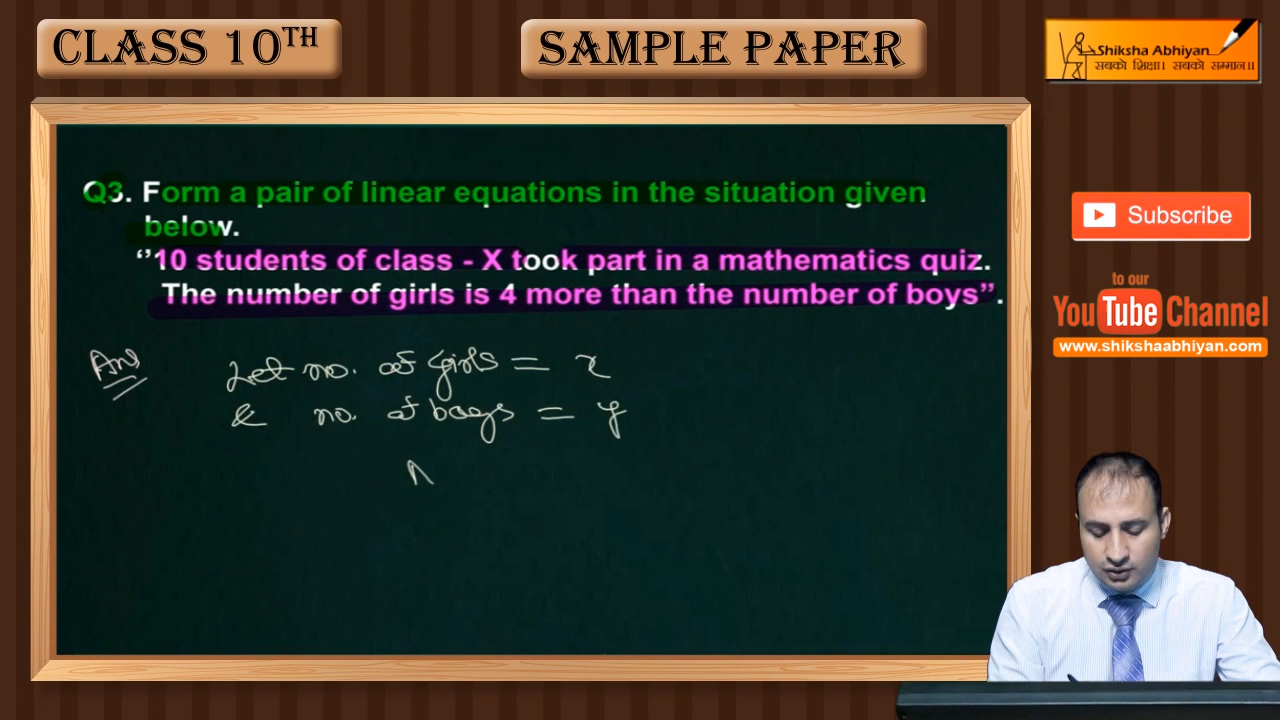 CLASS 10TH
SAMPLE PAPER
Shiksha Abhiyan
सबको शिक्षा। सबको सम्मान॥
Q3. Form a pair of linear equations in the situation given
below.
‘’10 students of class - X took part in a mathematics quiz.
The number of girls is 4 more than the number of boys”.
Ans
Let no. of girls = x
& no. of boys = y
Subscribe
to our
YouTube Channel
www.shikshaabhiyan.com